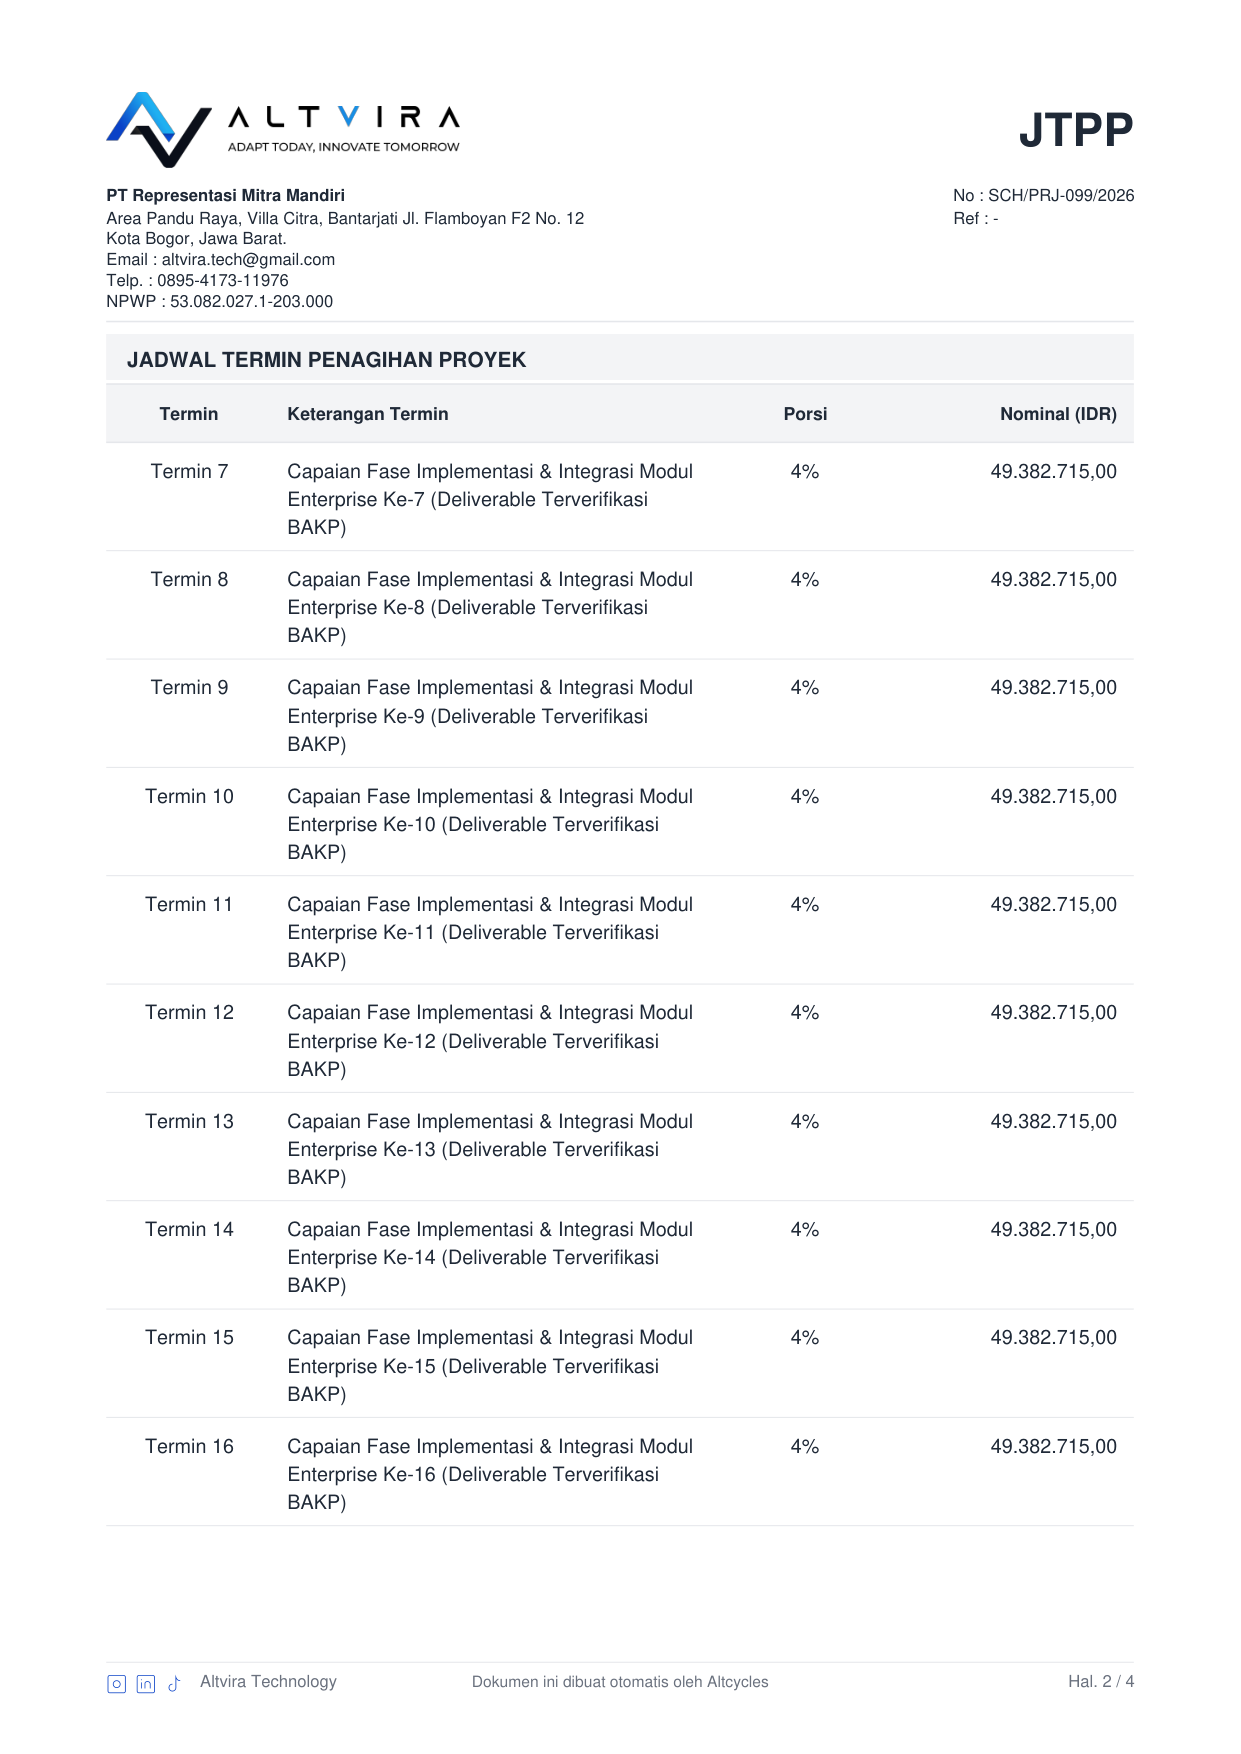 ALTVIRA
ADAPT TODAY, INNOVATE TOMORROW
JTPP
PT Representasi Mitra Mandiri
Area Pandu Raya, Villa Citra, Bantarjati Jl. Flamboyan F2 No. 12
Kota Bogor, Jawa Barat.
Email : altvira.tech@gmail.com
Telp. : 0895-4173-11976
NPWP : 53.082.027.1-203.000
No : SCH/PRJ-099/2026
Ref : -
JADWAL TERMIN PENAGIHAN PROYEK
Termin Keterangan Termin Porsi Nominal (IDR)
Termin 7 Capaian Fase Implementasi & Integrasi Modul 4% 49.382.715,00
Enterprise Ke-7 (Deliverable Terverifikasi
BAKP)
Termin 8 Capaian Fase Implementasi & Integrasi Modul 4% 49.382.715,00
Enterprise Ke-8 (Deliverable Terverifikasi
BAKP)
Termin 9 Capaian Fase Implementasi & Integrasi Modul 4% 49.382.715,00
Enterprise Ke-9 (Deliverable Terverifikasi
BAKP)
Termin 10 Capaian Fase Implementasi & Integrasi Modul 4% 49.382.715,00
Enterprise Ke-10 (Deliverable Terverifikasi
BAKP)
Termin 11 Capaian Fase Implementasi & Integrasi Modul 4% 49.382.715,00
Enterprise Ke-11 (Deliverable Terverifikasi
BAKP)
Termin 12 Capaian Fase Implementasi & Integrasi Modul 4% 49.382.715,00
Enterprise Ke-12 (Deliverable Terverifikasi
BAKP)
Termin 13 Capaian Fase Implementasi & Integrasi Modul 4% 49.382.715,00
Enterprise Ke-13 (Deliverable Terverifikasi
BAKP)
Termin 14 Capaian Fase Implementasi & Integrasi Modul 4% 49.382.715,00
Enterprise Ke-14 (Deliverable Terverifikasi
BAKP)
Termin 15 Capaian Fase Implementasi & Integrasi Modul 4% 49.382.715,00
Enterprise Ke-15 (Deliverable Terverifikasi
BAKP)
Termin 16 Capaian Fase Implementasi & Integrasi Modul 4% 49.382.715,00
Enterprise Ke-16 (Deliverable Terverifikasi
BAKP)
Altvira Technology Dokumen ini dibuat otomatis oleh Altcycles Hal. 2 / 4